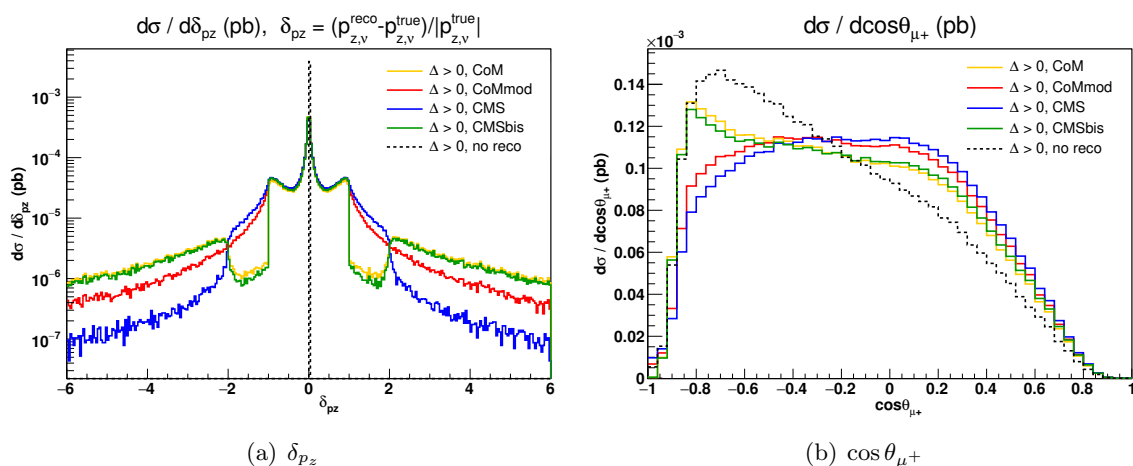 dσ / dδpz (pb), δpz = (p_{z,ν}^{reco}-p_{z,ν}^{true})/|p_{z,ν}^{true}|
dσ/dδpz (pb)
10⁻³
10⁻⁴
10⁻⁵
10⁻⁶
10⁻⁷
Δ > 0, CoM
Δ > 0, CoMmod
Δ > 0, CMS
Δ > 0, CMSbis
Δ > 0, no reco
−6 −4 −2 0 2 4 6
δpz
(a) δ_{p_z}
dσ / dcosθμ+ (pb)
×10⁻³
dσ / dcosθμ+ (pb)
0.14
0.12
0.1
0.08
0.06
0.04
0.02
0
Δ > 0, CoM
Δ > 0, CoMmod
Δ > 0, CMS
Δ > 0, CMSbis
Δ > 0, no reco
−1 −0.8 −0.6 −0.4 −0.2 0 0.2 0.4 0.6 0.8 1
cosθμ+
(b) cos θμ+